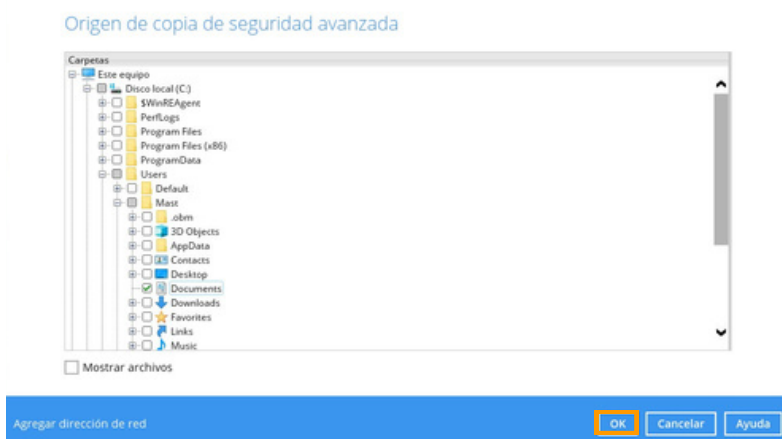 Origen de copia de seguridad avanzada
Carpetas
Este equipo
Disco local (C:)
$WinREAgent
PerfLogs
Program Files
Program Files (x86)
ProgramData
Users
Default
Mast
.obm
3D Objects
AppData
Contacts
Desktop
Documents
Downloads
Favorites
Links
Music
Mostrar archivos
Agregar dirección de red OK Cancelar Ayuda